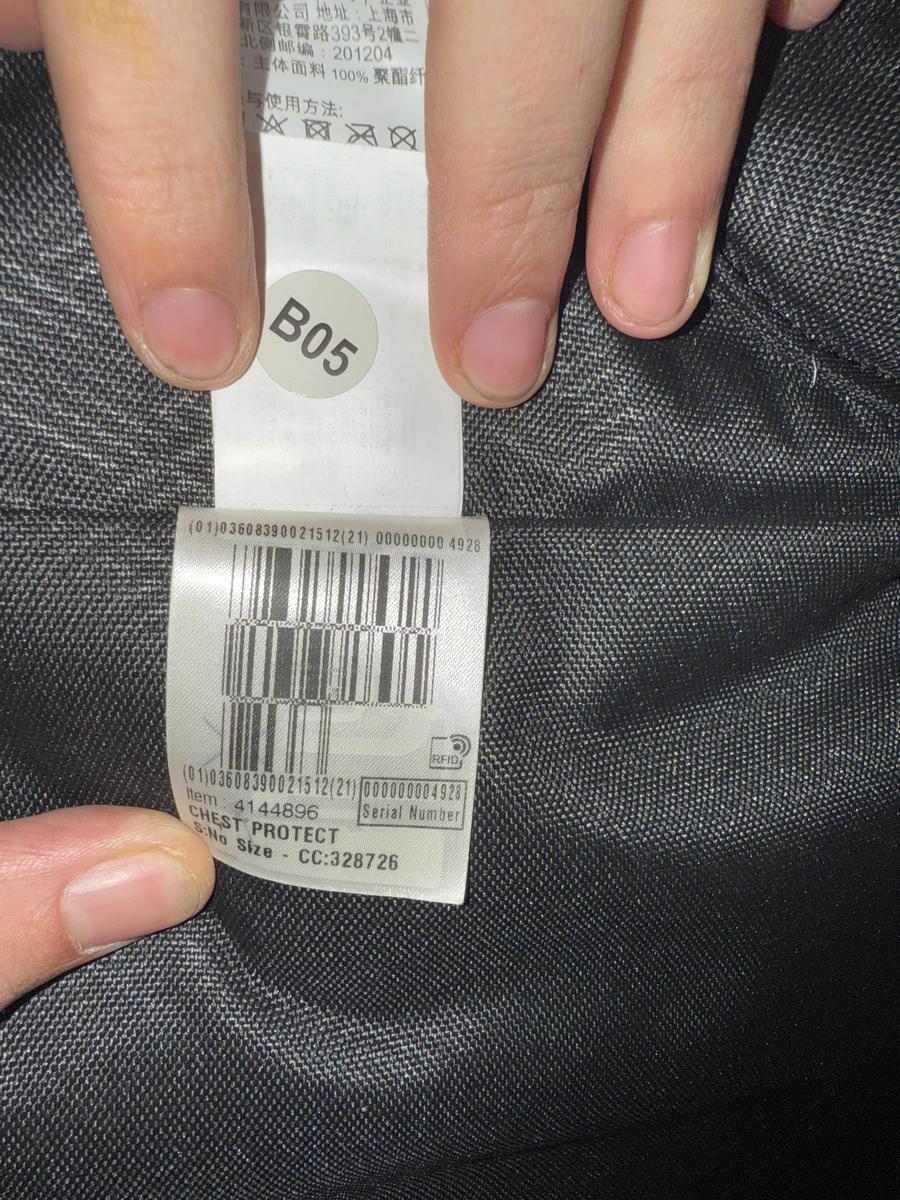 有限公司 地址:上海市
新区银霄路393号2幢二
北侧邮编:201204
:主体面料 100% 聚酯纤
与使用方法:
B05
(01)03608390021512(21) 00000000 4928
RFID
(01)03608390021512(21) 000000004928
Serial Number
Item : 4144896
CHEST PROTECT
S:No Size - CC:328726